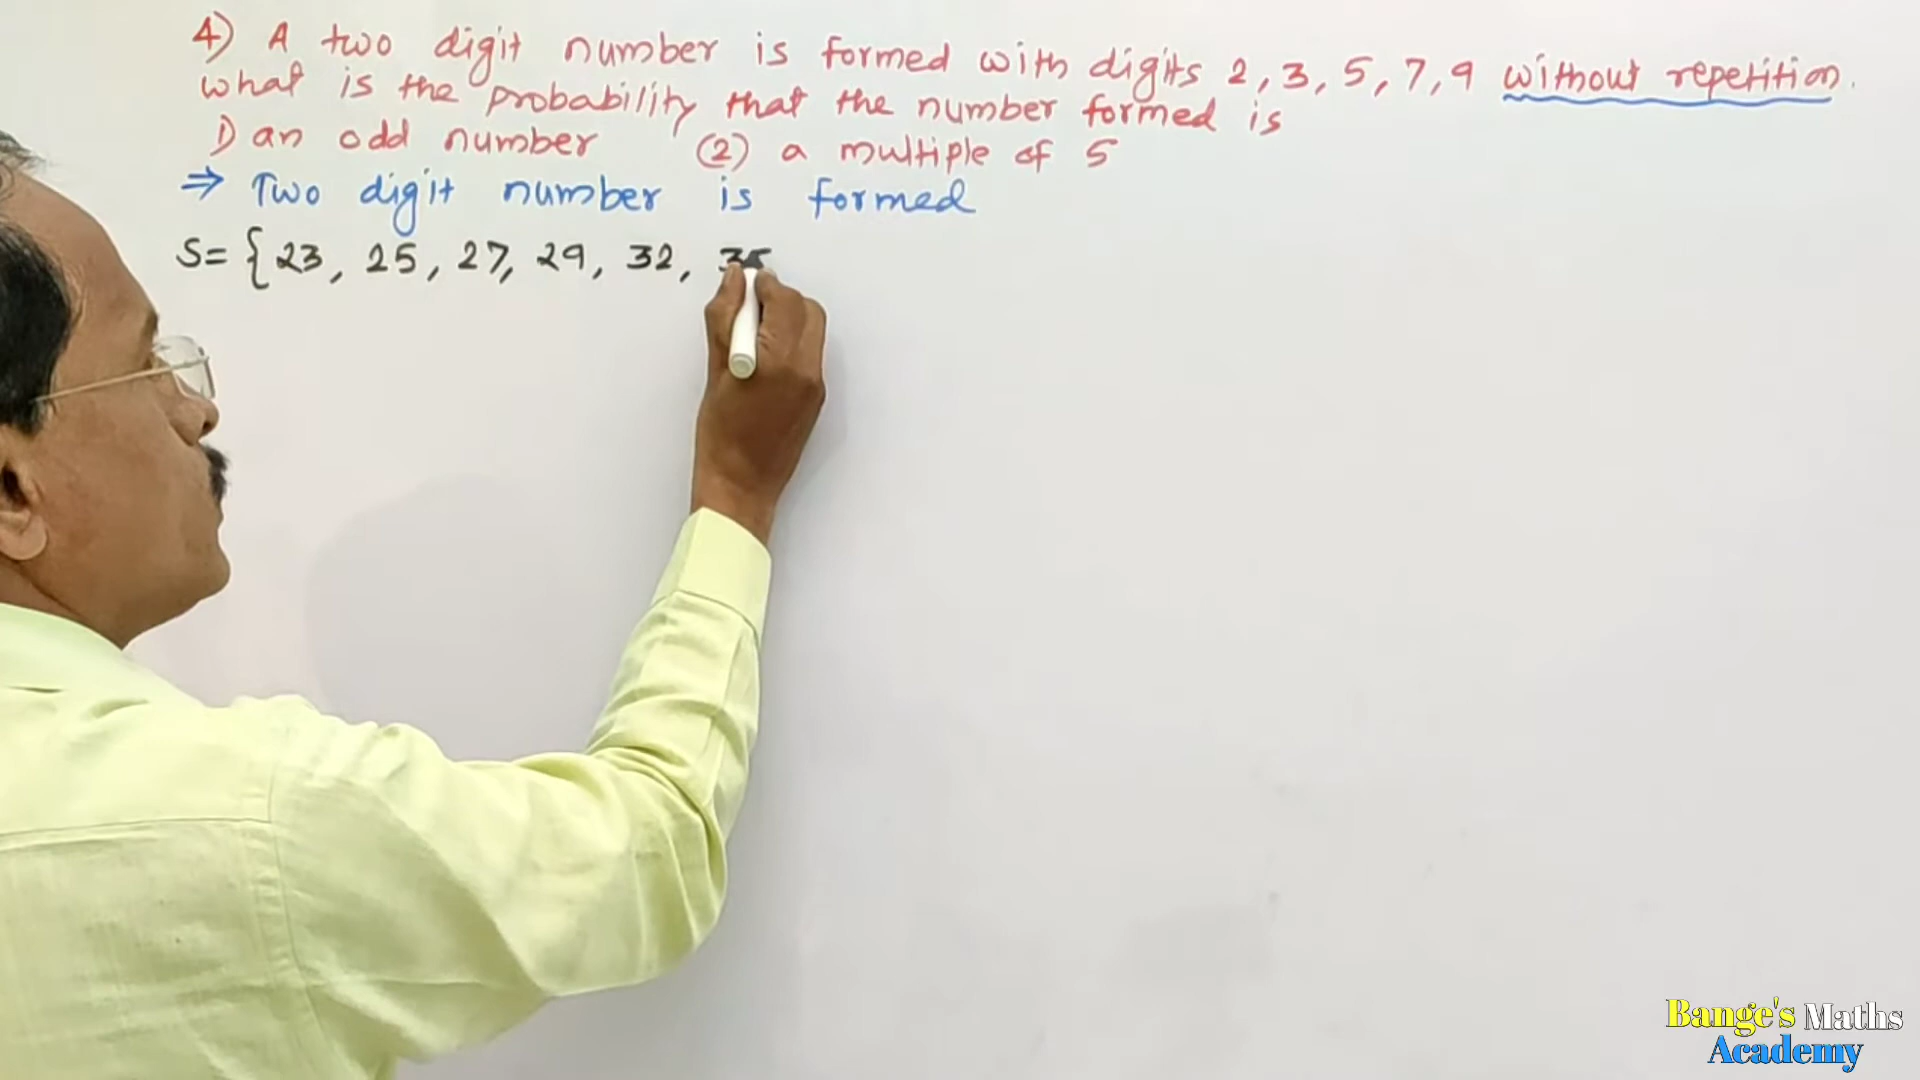 4) A two digit number is formed with digits 2, 3, 5, 7, 9 without repetition.
what is the probability that the number formed is
1) an odd number (2) a multiple of 5
⇒ Two digit number is formed
S = { 23, 25, 27, 29, 32, 35
Bange's Maths
Academy